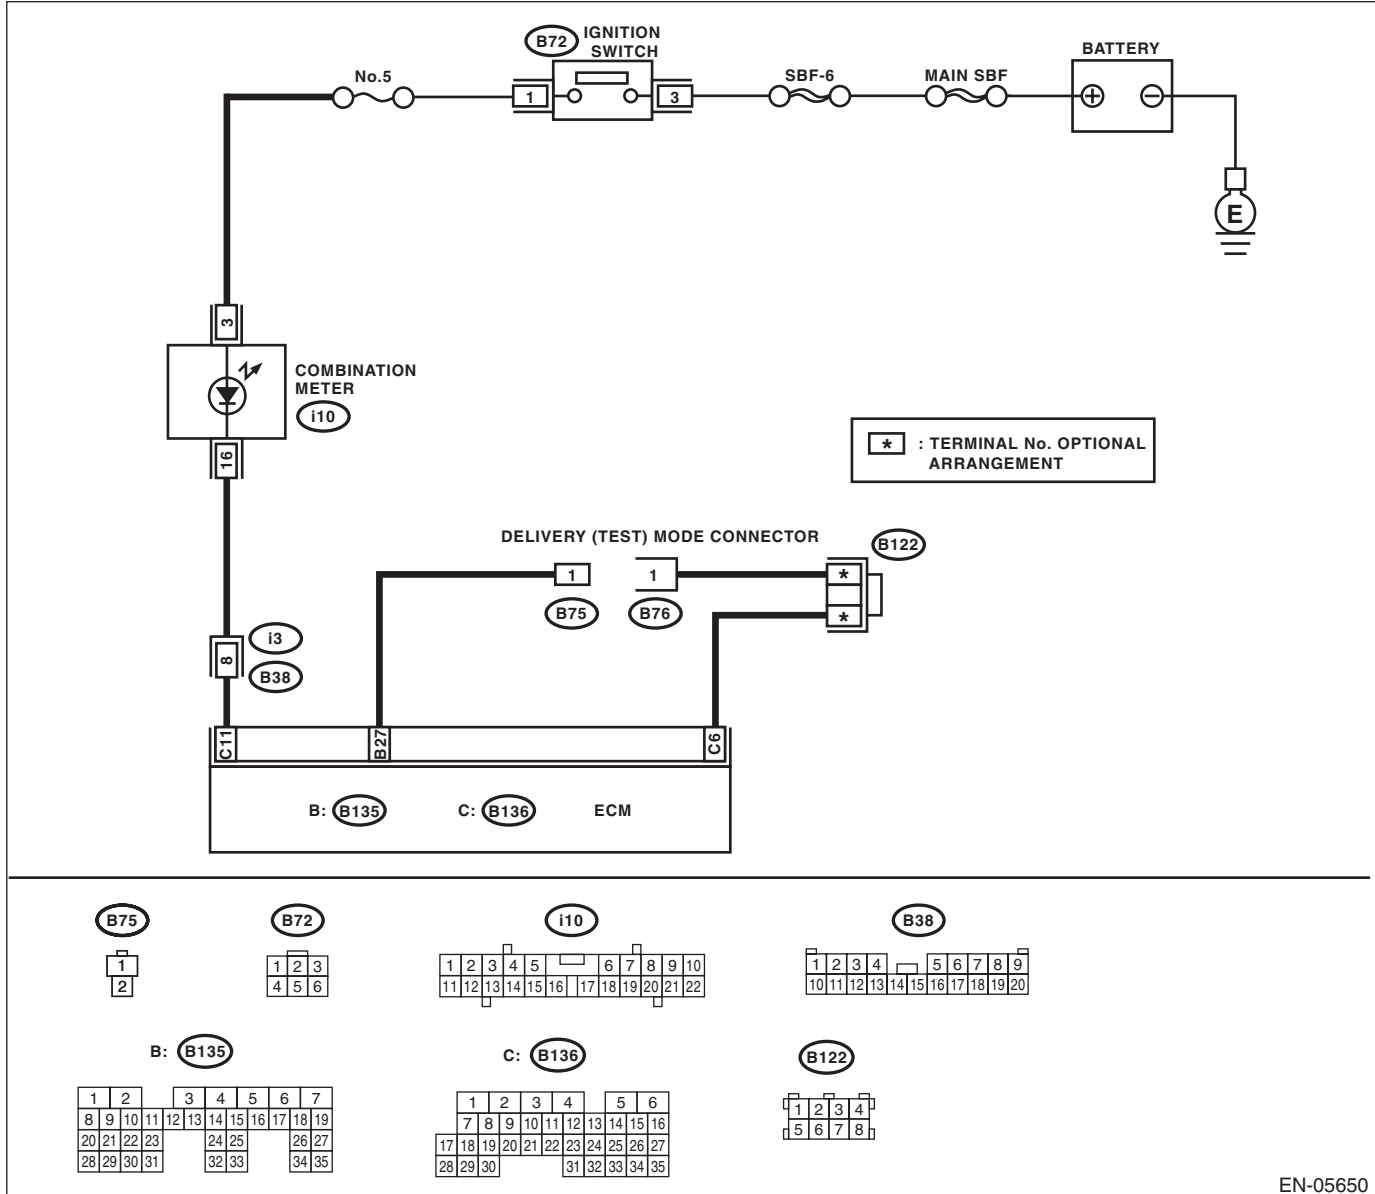 B72 IGNITION
SWITCH
BATTERY
No.5
SBF-6
MAIN SBF
1
3
E
3
COMBINATION
METER
i10
16
* : TERMINAL No. OPTIONAL
ARRANGEMENT
DELIVERY (TEST) MODE CONNECTOR
B122
1
1
*
B75
B76
*
i3
8
B38
C11
B27
C6
B: B135
C: B136
ECM
B75
B72
i10
B38
1
2
1 2 3
4 5 6
1 2 3 4 5 6 7 8 9 10
11 12 13 14 15 16 17 18 19 20 21 22
1 2 3 4 5 6 7 8 9
10 11 12 13 14 15 16 17 18 19 20
B: B135
C: B136
B122
1 2 3 4 5 6 7
8 9 10 11 12 13 14 15 16 17 18 19
20 21 22 23 24 25 26 27
28 29 30 31 32 33 34 35
1 2 3 4 5 6
7 8 9 10 11 12 13 14 15 16
17 18 19 20 21 22 23 24 25 26 27
28 29 30 31 32 33 34 35
1 2 3 4
5 6 7 8
EN-05650